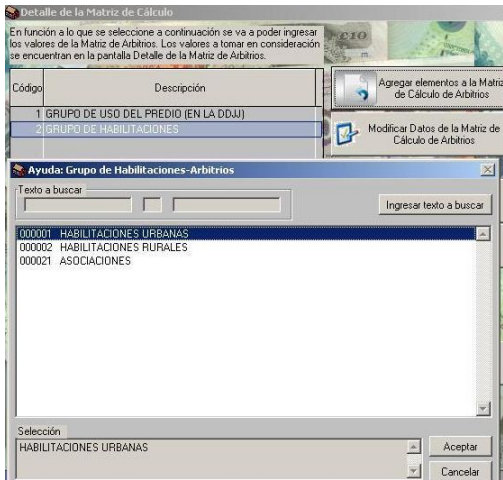 Detalle de la Matriz de Cálculo
En función a lo que se seleccione a continuación se va a poder ingresar
los valores de la Matriz de Arbitrios. Los valores a tomar en consideración
se encuentran en la pantalla Detalle de la Matriz de Arbitrios.
£10
Código Descripción
1 GRUPO DE USO DEL PREDIO (EN LA DDJJ)
2 GRUPO DE HABILITACIONES
Agregar elementos a la Matriz
de Cálculo de Arbitrios
Modificar Datos de la Matriz de
Cálculo de Arbitrios
Ayuda: Grupo de Habilitaciones-Arbitrios
Texto a buscar
Ingresar texto a buscar
000001 HABILITACIONES URBANAS
000002 HABILITACIONES RURALES
000021 ASOCIACIONES
Selección
HABILITACIONES URBANAS
Aceptar
Cancelar